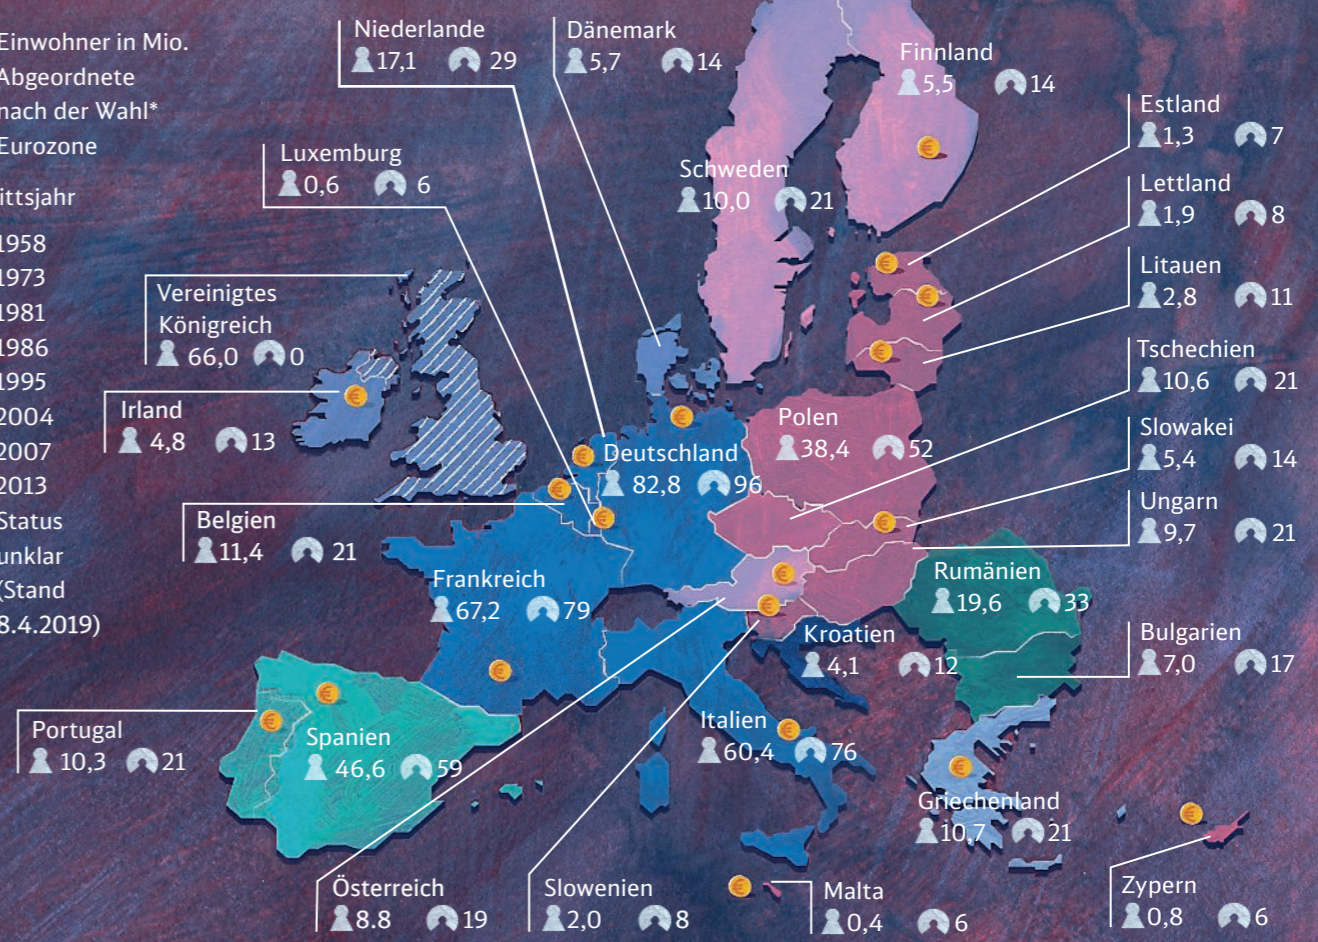 Einwohner in Mio.
Abgeordnete
nach der Wahl*
Eurozone
ittsjahr
1958
1973
1981
1986
1995
2004
2007
2013
Status
unklar
(Stand
8.4.2019)
Niederlande
17,1 29
Dänemark
5,7 14
Finnland
5,5 14
Estland
1,3 7
Luxemburg
0,6 6
Schweden
10,0 21
Lettland
1,9 8
Litauen
2,8 11
Vereinigtes
Königreich
66,0 0
Tschechien
10,6 21
Irland
4,8 13
Polen
38,4 52
Slowakei
5,4 14
Deutschland
82,8 96
Ungarn
9,7 21
Belgien
11,4 21
Frankreich
67,2 79
Rumänien
19,6 33
Kroatien
4,1 12
Bulgarien
7,0 17
Portugal
10,3 21
Spanien
46,6 59
Italien
60,4 76
Griechenland
10,7 21
Österreich
8.8 19
Slowenien
2,0 8
Malta
0,4 6
Zypern
0,8 6